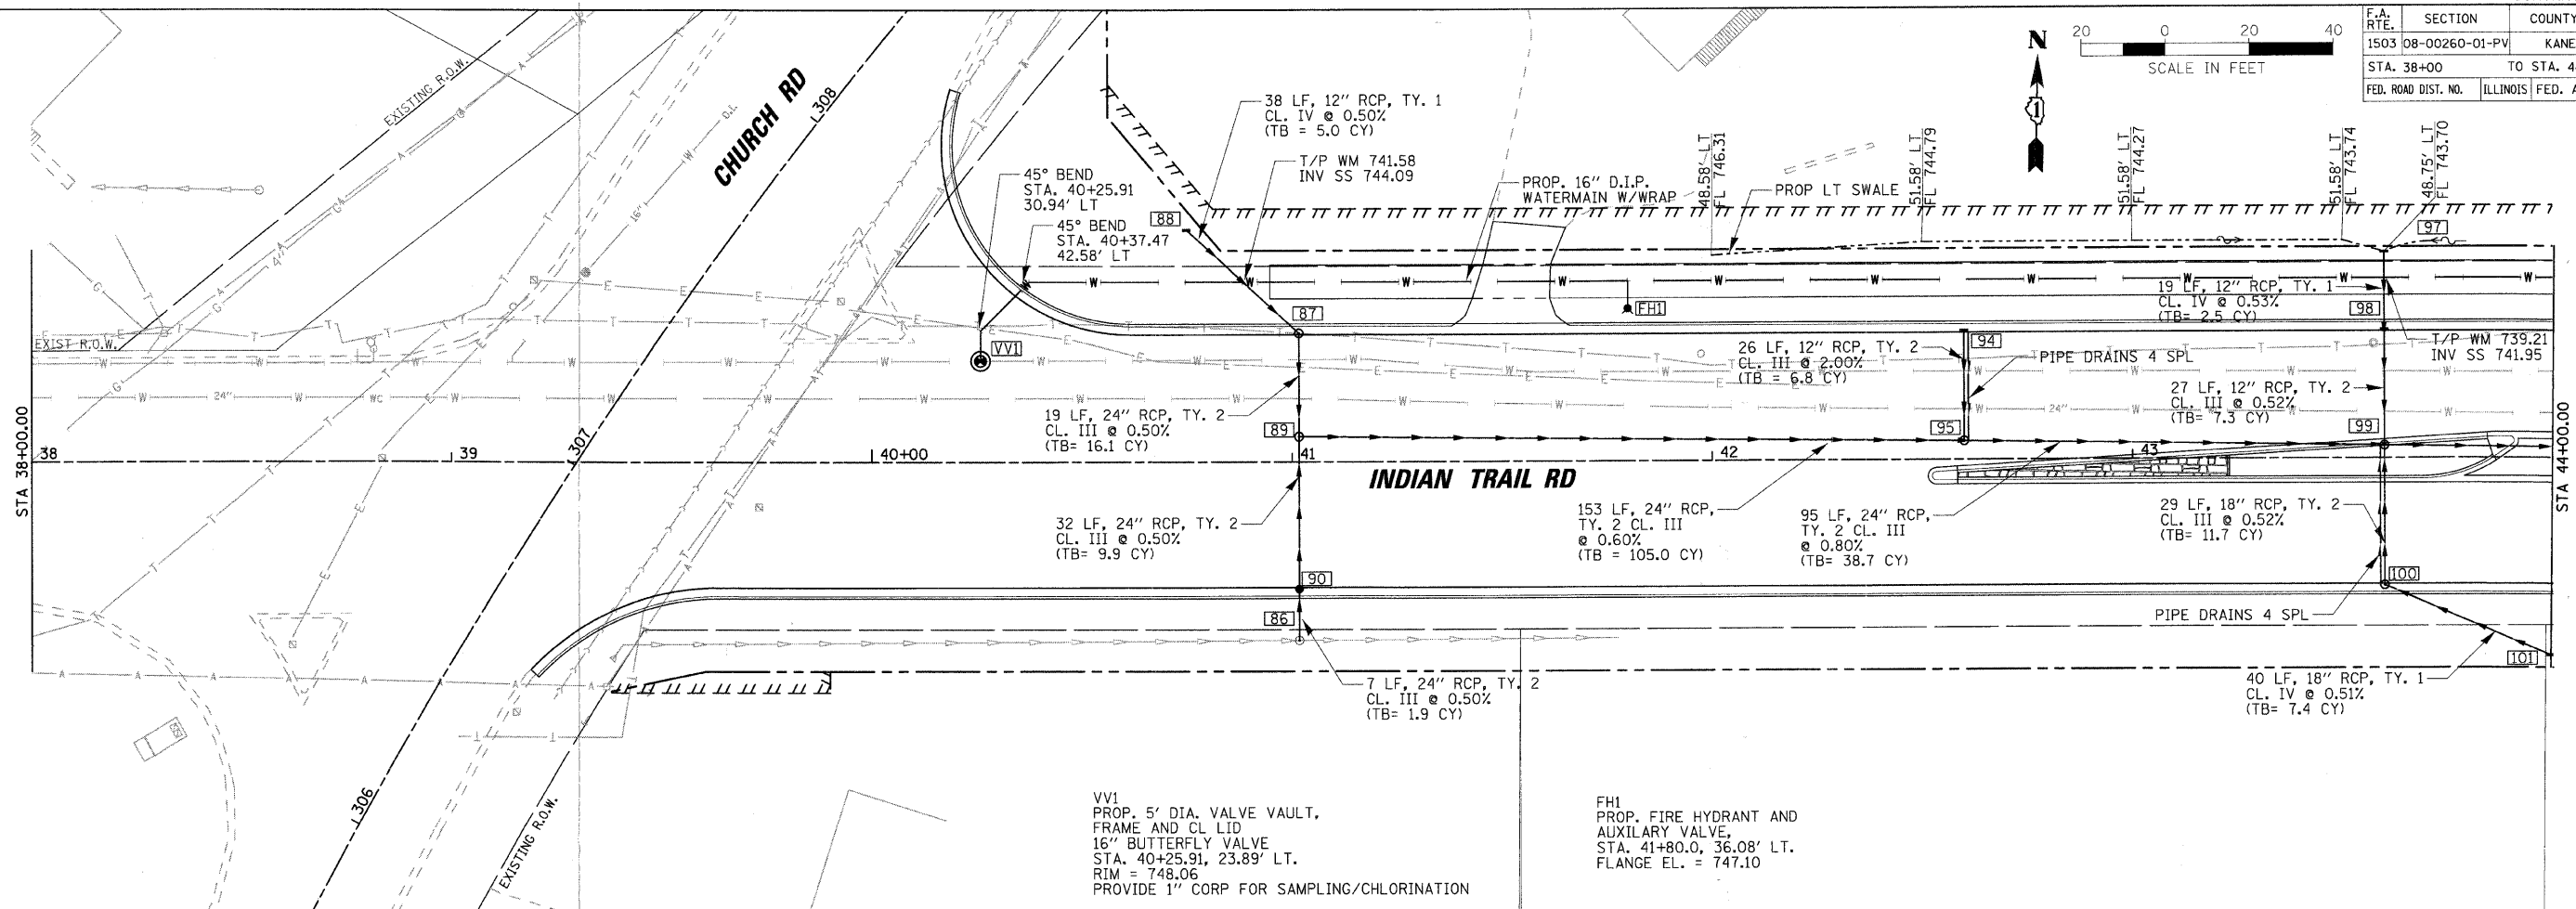 F.A. RTE.
SECTION
COUNTY
1503
08-00260-01-PV
KANE
STA. 38+00
TO STA. 4
FED. ROAD DIST. NO.
ILLINOIS
FED. A
N
1
20 0 20 40
SCALE IN FEET
EXISTING R.O.W.
CHURCH RD
308
16" W D.I.
4"
38 LF, 12" RCP, TY. 1
CL. IV @ 0.50%
(TB = 5.0 CY)
T/P WM 741.58
INV SS 744.09
45° BEND
STA. 40+25.91
30.94' LT
45° BEND
STA. 40+37.47
42.58' LT
88
PROP. 16" D.I.P.
WATERMAIN W/WRAP
PROP LT SWALE
48.58' LT
FL 746.31
51.58' LT
FL 744.79
51.58' LT
FL 744.27
51.58' LT
FL 743.74
48.75' LT
FL 743.70
97
19 LF, 12" RCP, TY. 1
CL. IV @ 0.53%
(TB= 2.5 CY)
98
FH1
87
VV1
EXIST R.O.W.
94
26 LF, 12" RCP, TY. 2
CL. III @ 2.00%
(TB = 6.8 CY)
PIPE DRAINS 4 SPL
T/P WM 739.21
INV SS 741.95
27 LF, 12" RCP, TY. 2
CL. III @ 0.52%
(TB= 7.3 CY)
24"
WC
24"
19 LF, 24" RCP, TY. 2
CL. III @ 0.50%
(TB= 16.1 CY)
89
95
99
STA 38+00.00
38
39
307
40+00
41
42
43
STA 44+00.00
INDIAN TRAIL RD
32 LF, 24" RCP, TY. 2
CL. III @ 0.50%
(TB= 9.9 CY)
153 LF, 24" RCP,
TY. 2 CL. III
@ 0.60%
(TB = 105.0 CY)
95 LF, 24" RCP,
TY. 2 CL. III
@ 0.80%
(TB= 38.7 CY)
29 LF, 18" RCP, TY. 2
CL. III @ 0.52%
(TB= 11.7 CY)
90
100
86
PIPE DRAINS 4 SPL
101
7 LF, 24" RCP, TY. 2
CL. III @ 0.50%
(TB= 1.9 CY)
40 LF, 18" RCP, TY. 1
CL. IV @ 0.51%
(TB= 7.4 CY)
306
EXISTING R.O.W.
VV1
PROP. 5' DIA. VALVE VAULT,
FRAME AND CL LID
16" BUTTERFLY VALVE
STA. 40+25.91, 23.89' LT.
RIM = 748.06
PROVIDE 1" CORP FOR SAMPLING/CHLORINATION
FH1
PROP. FIRE HYDRANT AND
AUXILARY VALVE,
STA. 41+80.0, 36.08' LT.
FLANGE EL. = 747.10